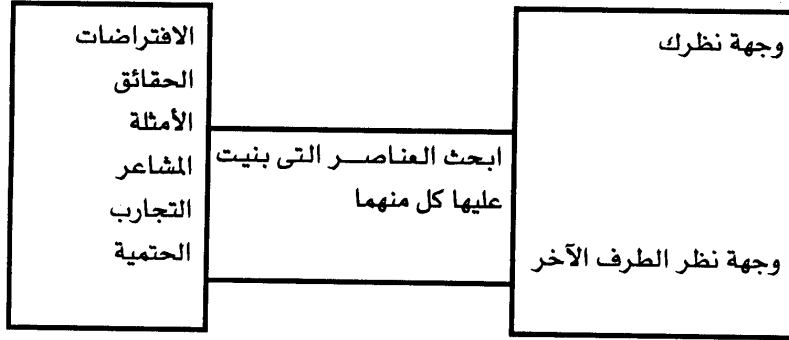 وجهة نظرك
وجهة نظر الطرف الآخر
ابحث العناصر التى بنيت
عليها كل منهما
الافتراضات
الحقائق
الأمثلة
المشاعر
التجارب
الحتمية